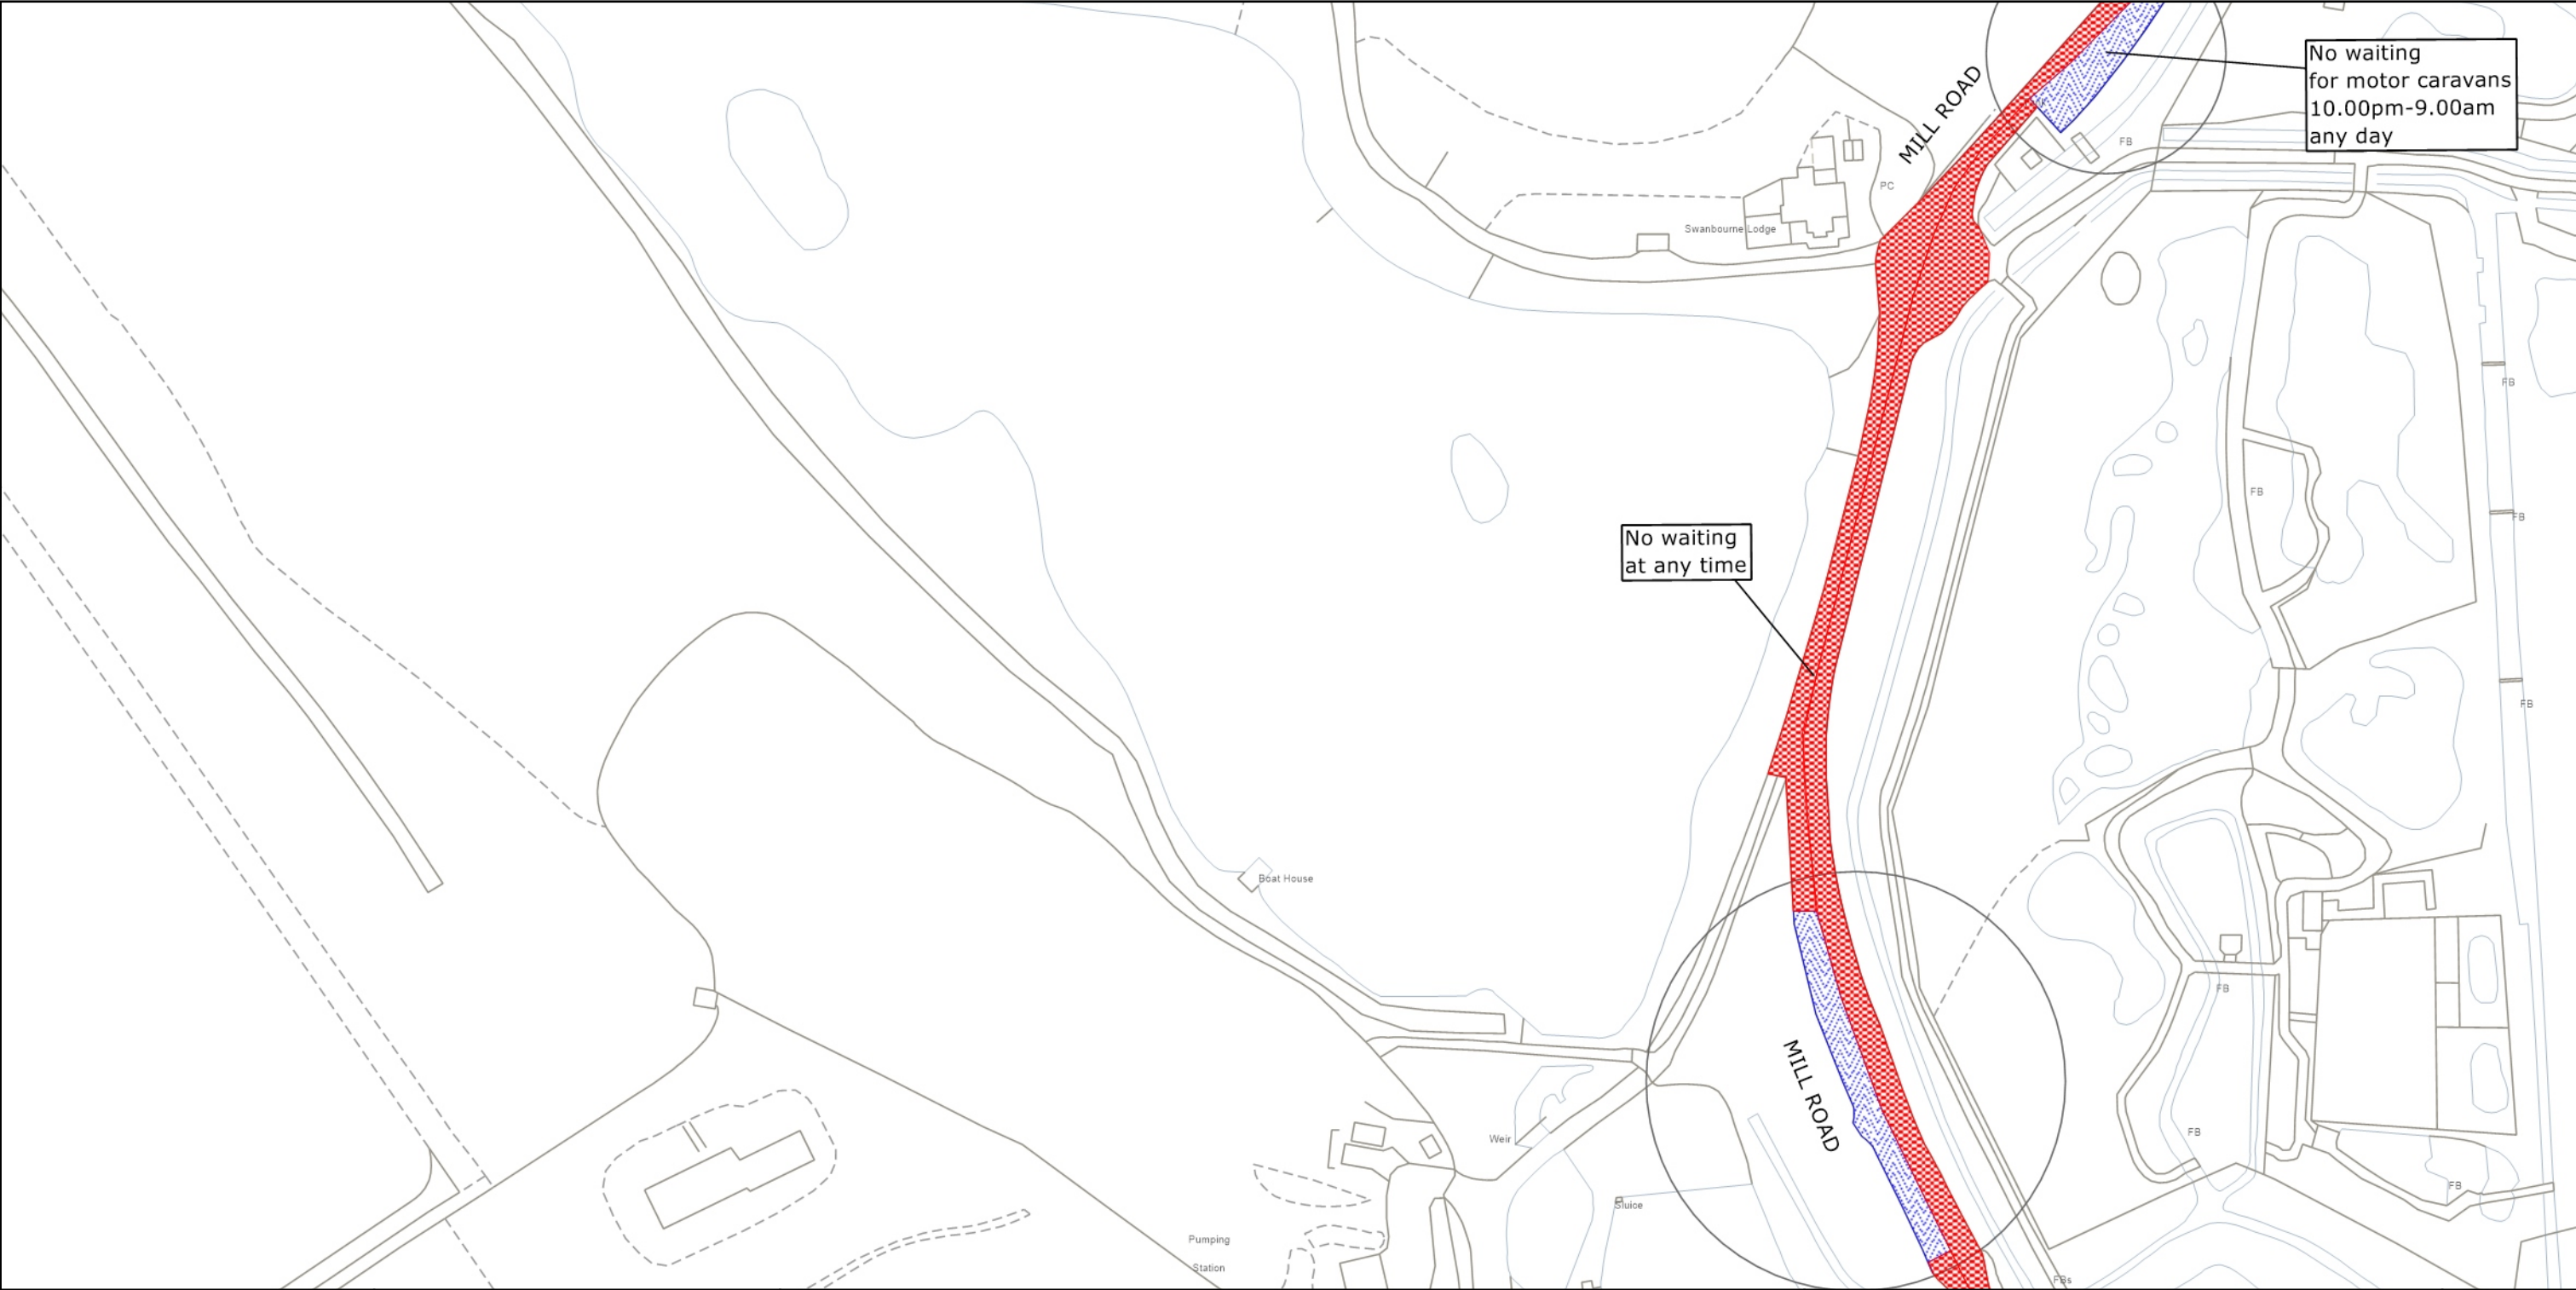 No waiting
for motor caravans
10.00pm-9.00am
any day
MILL ROAD
FB
PC
Swanbourne Lodge
FB
FB
FB
No waiting
at any time
FB
Boat House
FB
MILL ROAD
Weir
FB
FB
Sluice
Pumping
Station
FBs